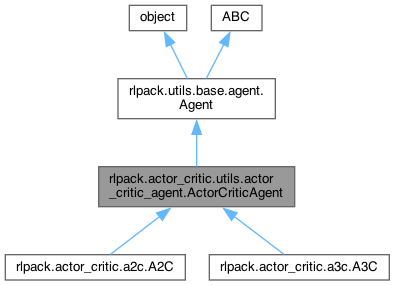 object
ABC
rlpack.utils.base.agent.
Agent
rlpack.actor_critic.utils.actor
_critic_agent.ActorCriticAgent
rlpack.actor_critic.a2c.A2C
rlpack.actor_critic.a3c.A3C